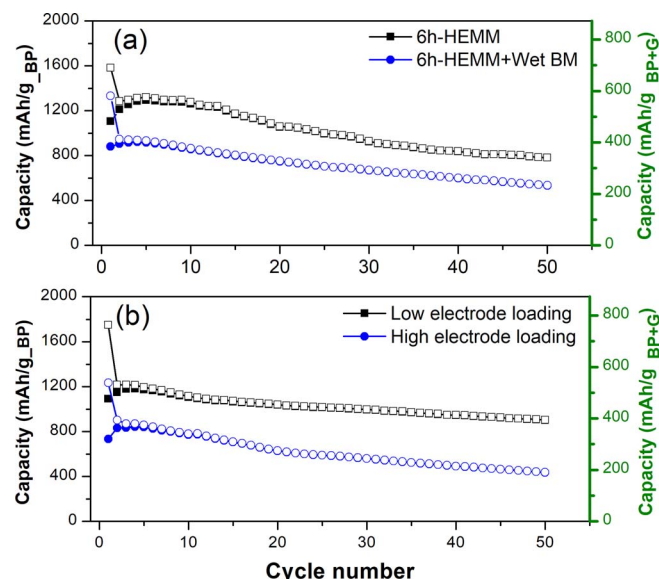 (a)
6h-HEMM
6h-HEMM+Wet BM
Capacity (mAh/g_BP)
2000
1600
1200
800
400
0
Capacity (mAh/g BP+G)
800
600
400
200
0
0 10 20 30 40 50
(b)
Low electrode loading
High electrode loading
Capacity (mAh/g_BP)
2000
1600
1200
800
400
0
Capacity (mAh/g BP+G)
800
600
400
200
0
0 10 20 30 40 50
Cycle number